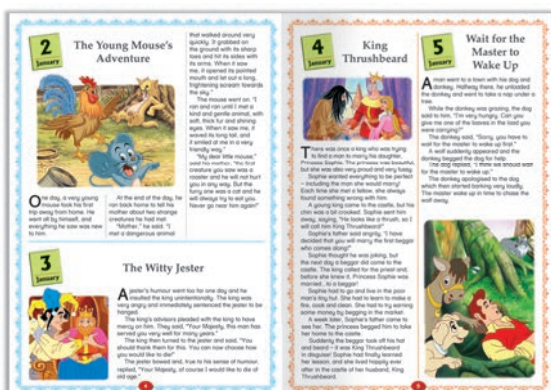 2
January
The Young Mouse's
Adventure
One day, a very young
mouse took his first
trip away from home. He
went all by himself, and
everything he saw was new
to him.
At the end of the day, he
ran back home to tell his
mother about two strange
creatures he had met.
"Mother," he said. "I
met a dangerous animal
that walked around very
quickly. It grabbed on
the ground with its sharp
toes and hit its sides with
its arms. When it saw
me, it opened its pointed
mouth and let out a long,
frightening scream towards
the sky."
The mouse went on. "I
ran and ran until I met a
kind and gentle animal, with
soft, thick fur and shining
eyes. When it saw me, it
waved its long tail, and
it smiled at me in a very
friendly way."
"My dear little mouse,"
said his mother, "the first
creature you saw was a
rooster and he will not hurt
you in any way. But the
furry one was a cat and he
will always try to eat you.
Never go near him again!"
3
January
The Witty Jester
A jester's humour went too far one day and he
insulted the king unintentionally. The king was
very angry and immediately sentenced the jester to be
hanged.
The king's advisors pleaded with the king to have
mercy on him. They said, "Your Majesty, this man has
served you very well for many years."
The king then turned to the jester and said, "You
should thank them for this. You can now choose how
you would like to die!"
The jester bowed and, true to his sense of humour,
replied, "Your Majesty, of course I would like to die of
old age."
4
January
King
Thrushbeard
There was once a king who was trying
to find a man to marry his daughter,
Princess Sophie. The princess was beautiful,
but she was also very proud and very fussy.
Sophie wanted everything to be perfect
– including the man she would marry!
Each time she met a fellow, she always
found something wrong with him.
A young king came to the castle, but his
chin was a bit crooked. Sophie sent him
away, saying, "He looks like a thrush, so I
will call him King Thrushbeard!"
Sophie's father said angrily, "I have
decided that you will marry the first beggar
who comes along!"
Sophie thought he was joking, but
the next day a beggar did come to the
castle. The king called for the priest and,
before she knew it, Princess Sophie was
married...to a beggar!
Sophie had to go and live in the poor
man's tiny hut. She had to learn to make a
fire, cook and clean. She had to try earning
some money by begging in the market.
A week later, Sophie's father came to
see her. The princess begged him to take
her home to the castle.
Suddenly the beggar took off his hat
and beard – it was King Thrushbeard
in disguise! Sophie had finally learned
her lesson, and she lived happily ever
after in the castle of her husband, King
Thrushbeard.
5
January
Wait for the
Master to
Wake Up
A man went to a town with his dog and
donkey. Halfway there, he unloaded
the donkey and went to take a nap under a
tree.
While the donkey was grazing, the dog
said to him, "I'm very hungry. Can you
give me one of the loaves in the load you
were carrying?"
The donkey said, "Sorry, you have to
wait for the master to wake up first."
A wolf suddenly appeared and the
donkey begged the dog for help.
The dog replied, "I think we should wait
for the master to wake up."
The donkey apologised to the dog
which then started barking very loudly.
The master woke up in time to chase the
wolf away.